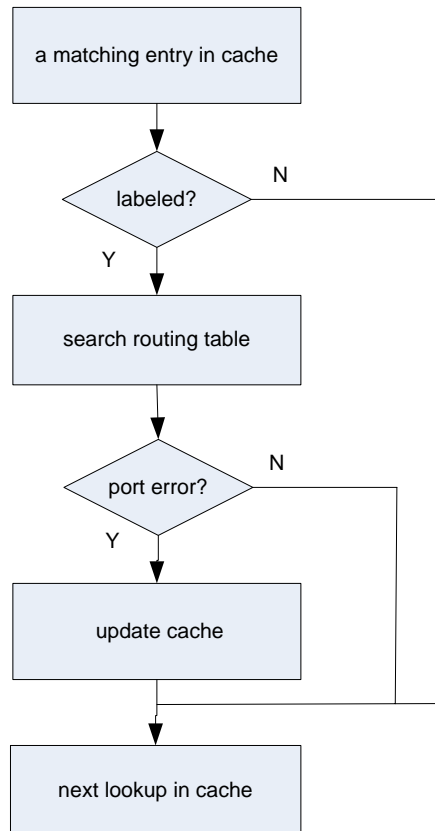 a matching entry in cache
N
labeled?
Y
search routing table
N
port error?
Y
update cache
next lookup in cache